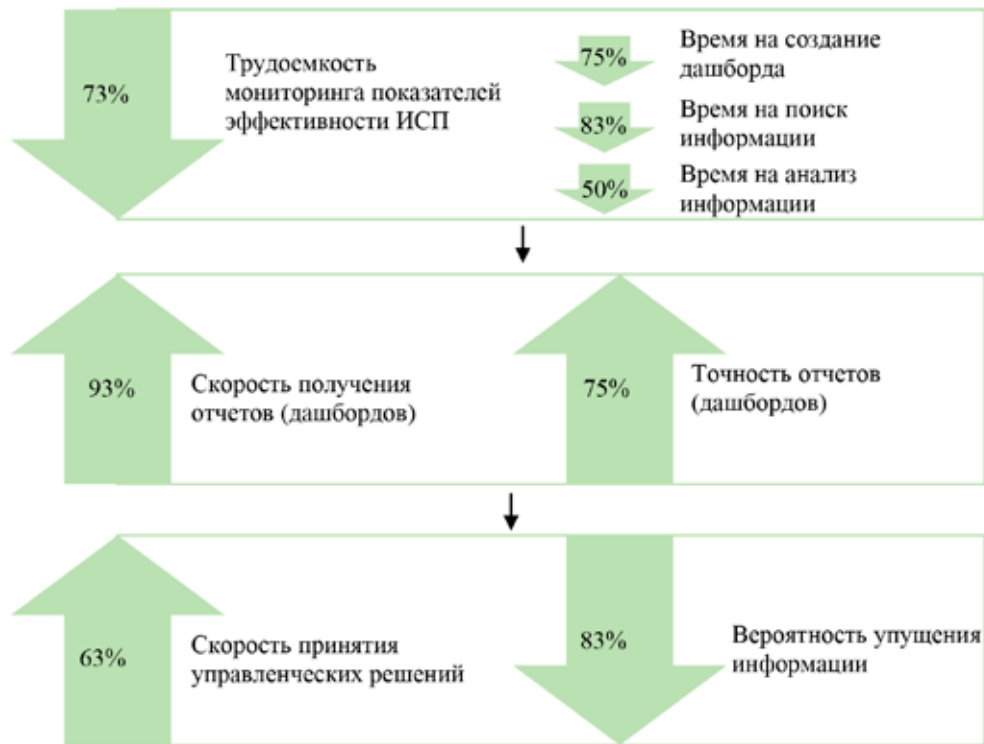 73%
Трудоемкость
мониторинга показателей
эффективности ИСП
75%
Время на создание
дашборда
83%
Время на поиск
информации
50%
Время на анализ
информации
93%
Скорость получения
отчетов (дашбордов)
75%
Точность отчетов
(дашбордов)
63%
Скорость принятия
управленческих решений
83%
Вероятность упущения
информации